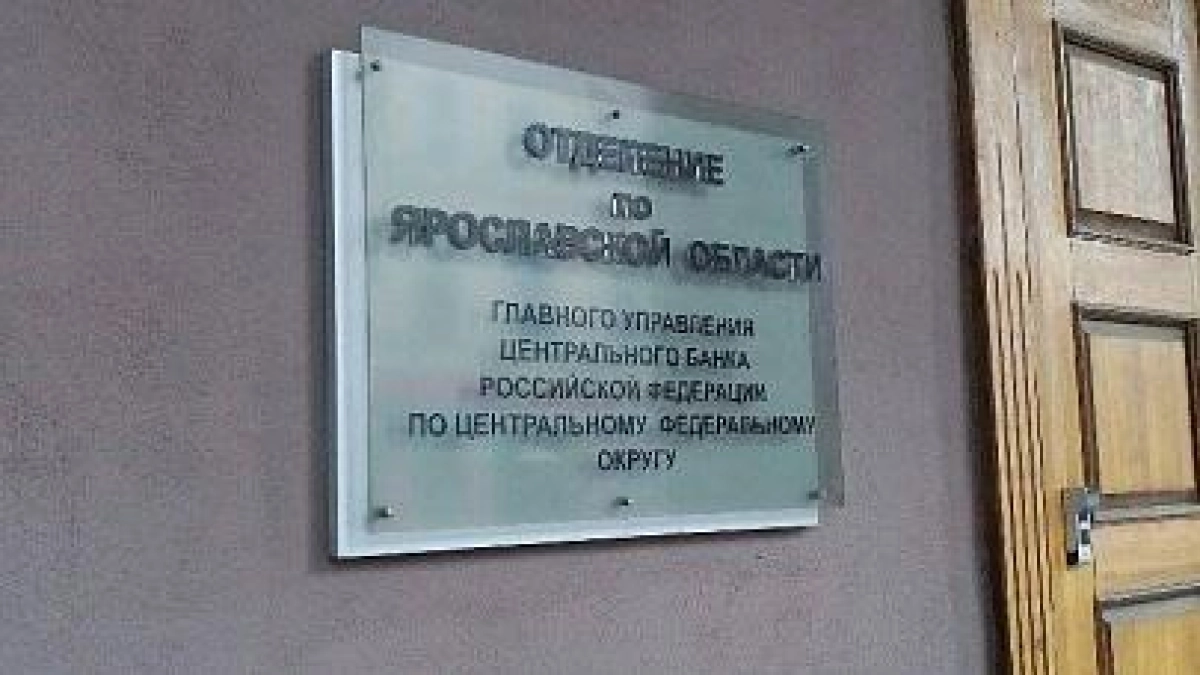 ОТДЕЛЕНИЕ
ПО
ЯРОСЛАВСКОЙ ОБЛАСТИ
ГЛАВНОГО УПРАВЛЕНИЯ
ЦЕНТРАЛЬНОГО БАНКА
РОССИЙСКОЙ ФЕДЕРАЦИИ
ПО ЦЕНТРАЛЬНОМУ ФЕДЕРАЛЬНОМУ
ОКРУГУ